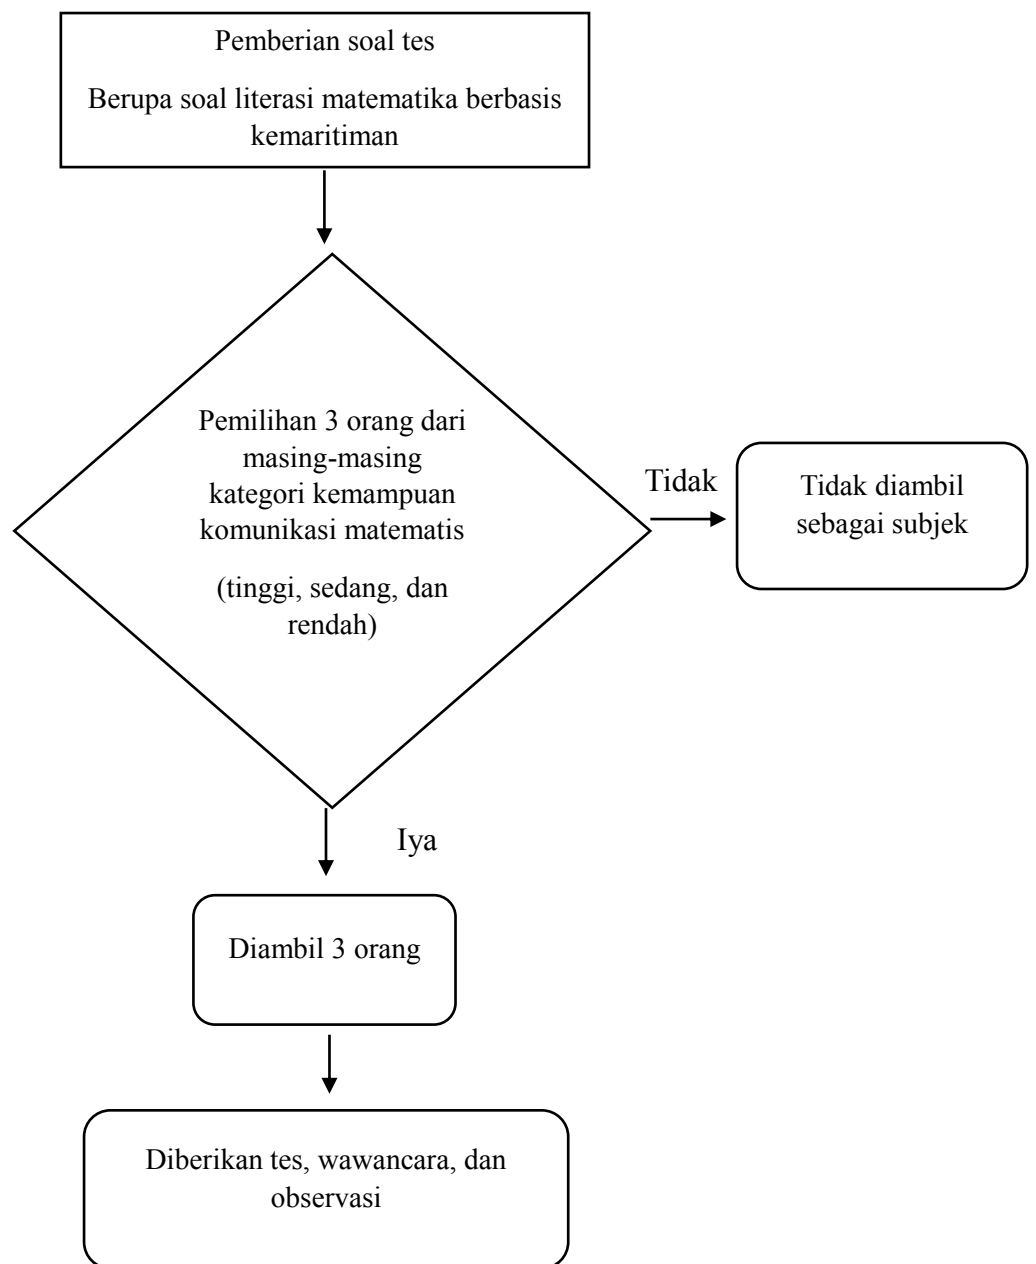 Pemberian soal tes
Berupa soal literasi matematika berbasis
kemaritiman
Pemilihan 3 orang dari
masing-masing
kategori kemampuan
komunikasi matematis
(tinggi, sedang, dan
rendah)
Tidak
Tidak diambil
sebagai subjek
Iya
Diambil 3 orang
Diberikan tes, wawancara, dan
observasi